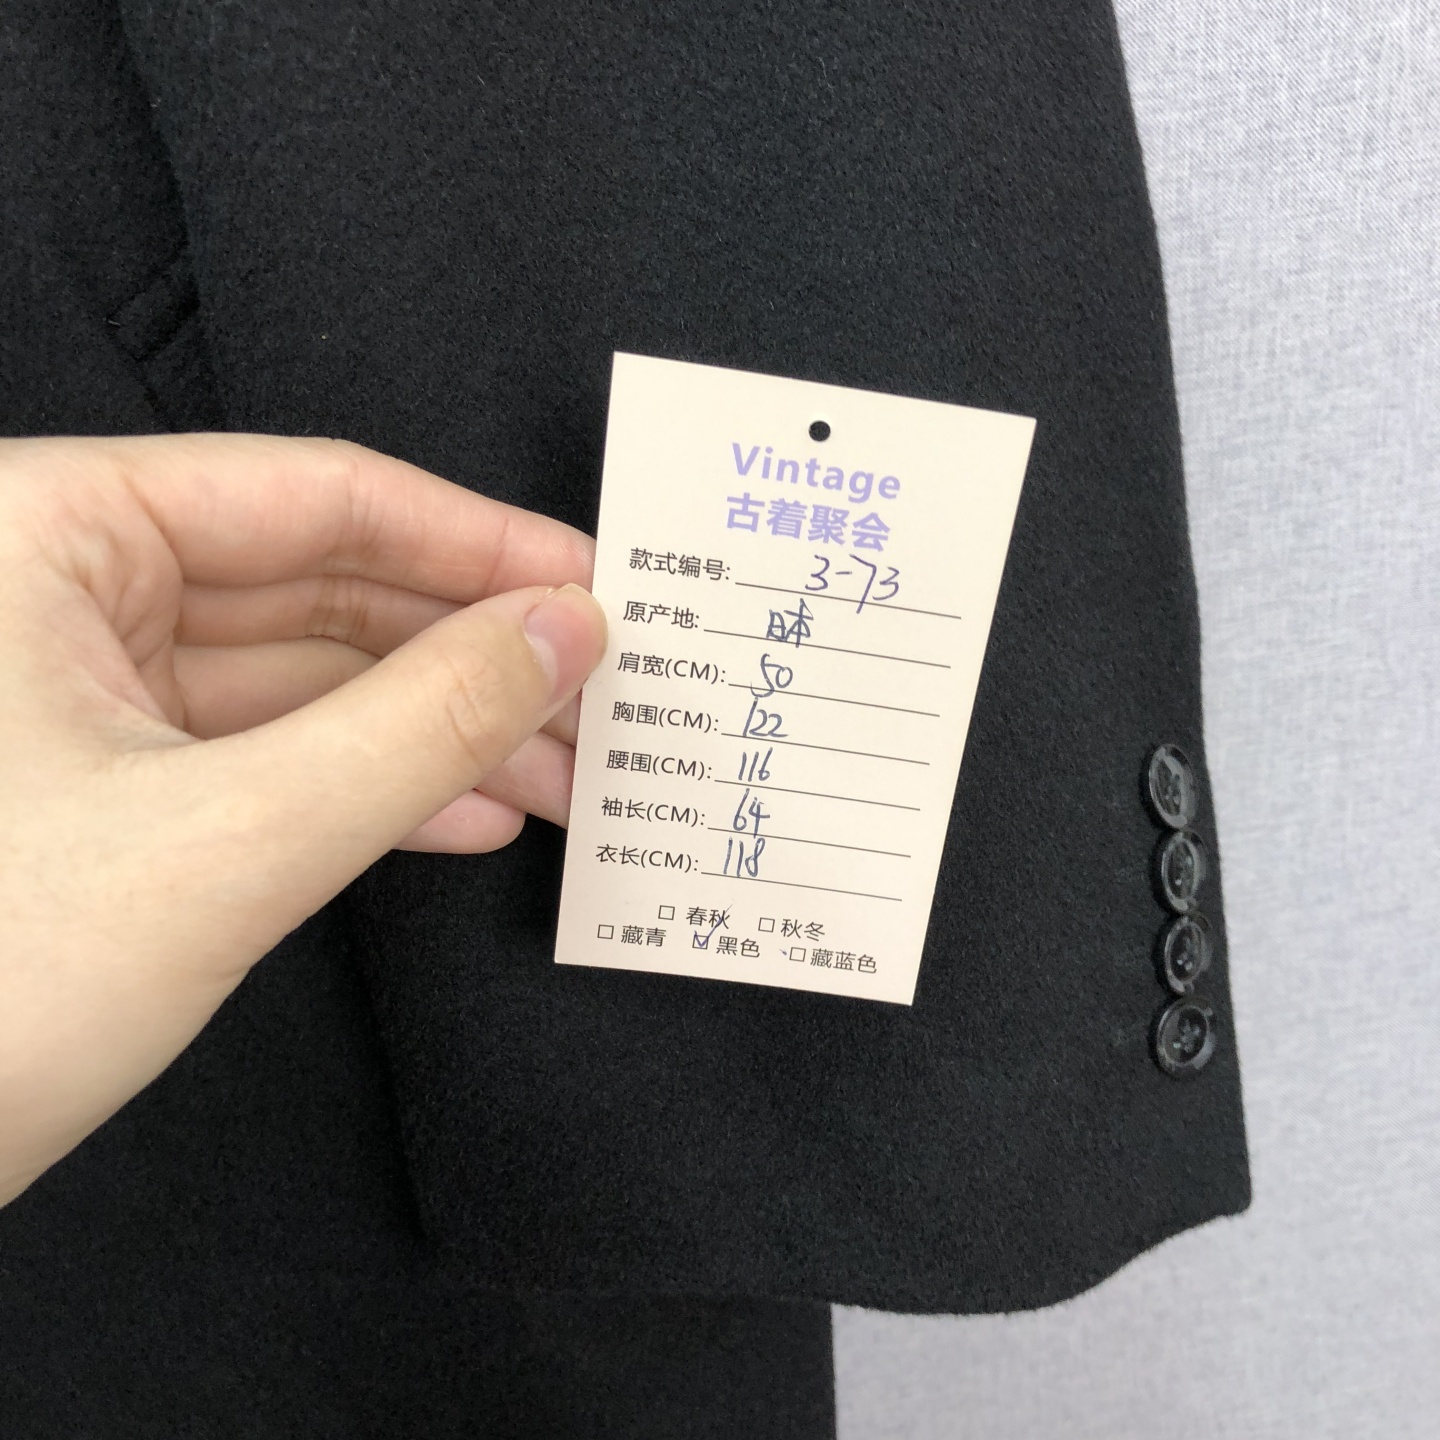 Vintage
古着聚会
款式编号: 3-73
原产地: 日本
肩宽(CM): 50
胸围(CM): 122
腰围(CM): 116
袖长(CM): 64
衣长(CM): 118
□ 春秋 □ 秋冬
□ 藏青 ☑ 黑色 □ 藏蓝色